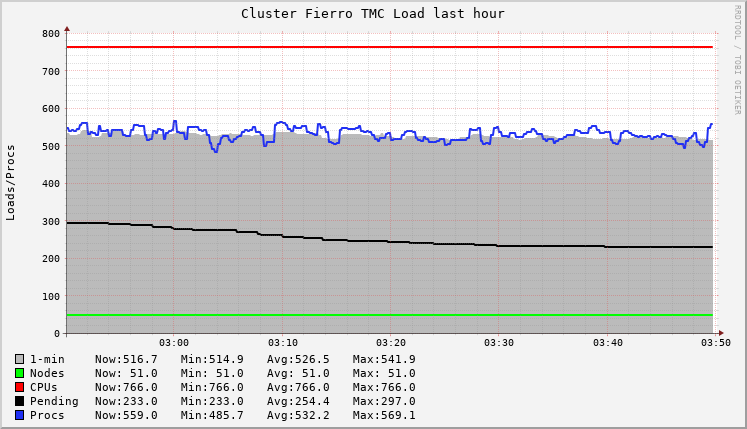 Cluster Fierro TMC Load last hour
RRDTOOL / TOBI OETIKER
Loads/Procs
800
700
600
500
400
300
200
100
0
03:00 03:10 03:20 03:30 03:40 03:50
1-min Now:516.7 Min:514.9 Avg:526.5 Max:541.9
Nodes Now: 51.0 Min: 51.0 Avg: 51.0 Max: 51.0
CPUs Now:766.0 Min:766.0 Avg:766.0 Max:766.0
Pending Now:233.0 Min:233.0 Avg:254.4 Max:297.0
Procs Now:559.0 Min:485.7 Avg:532.2 Max:569.1